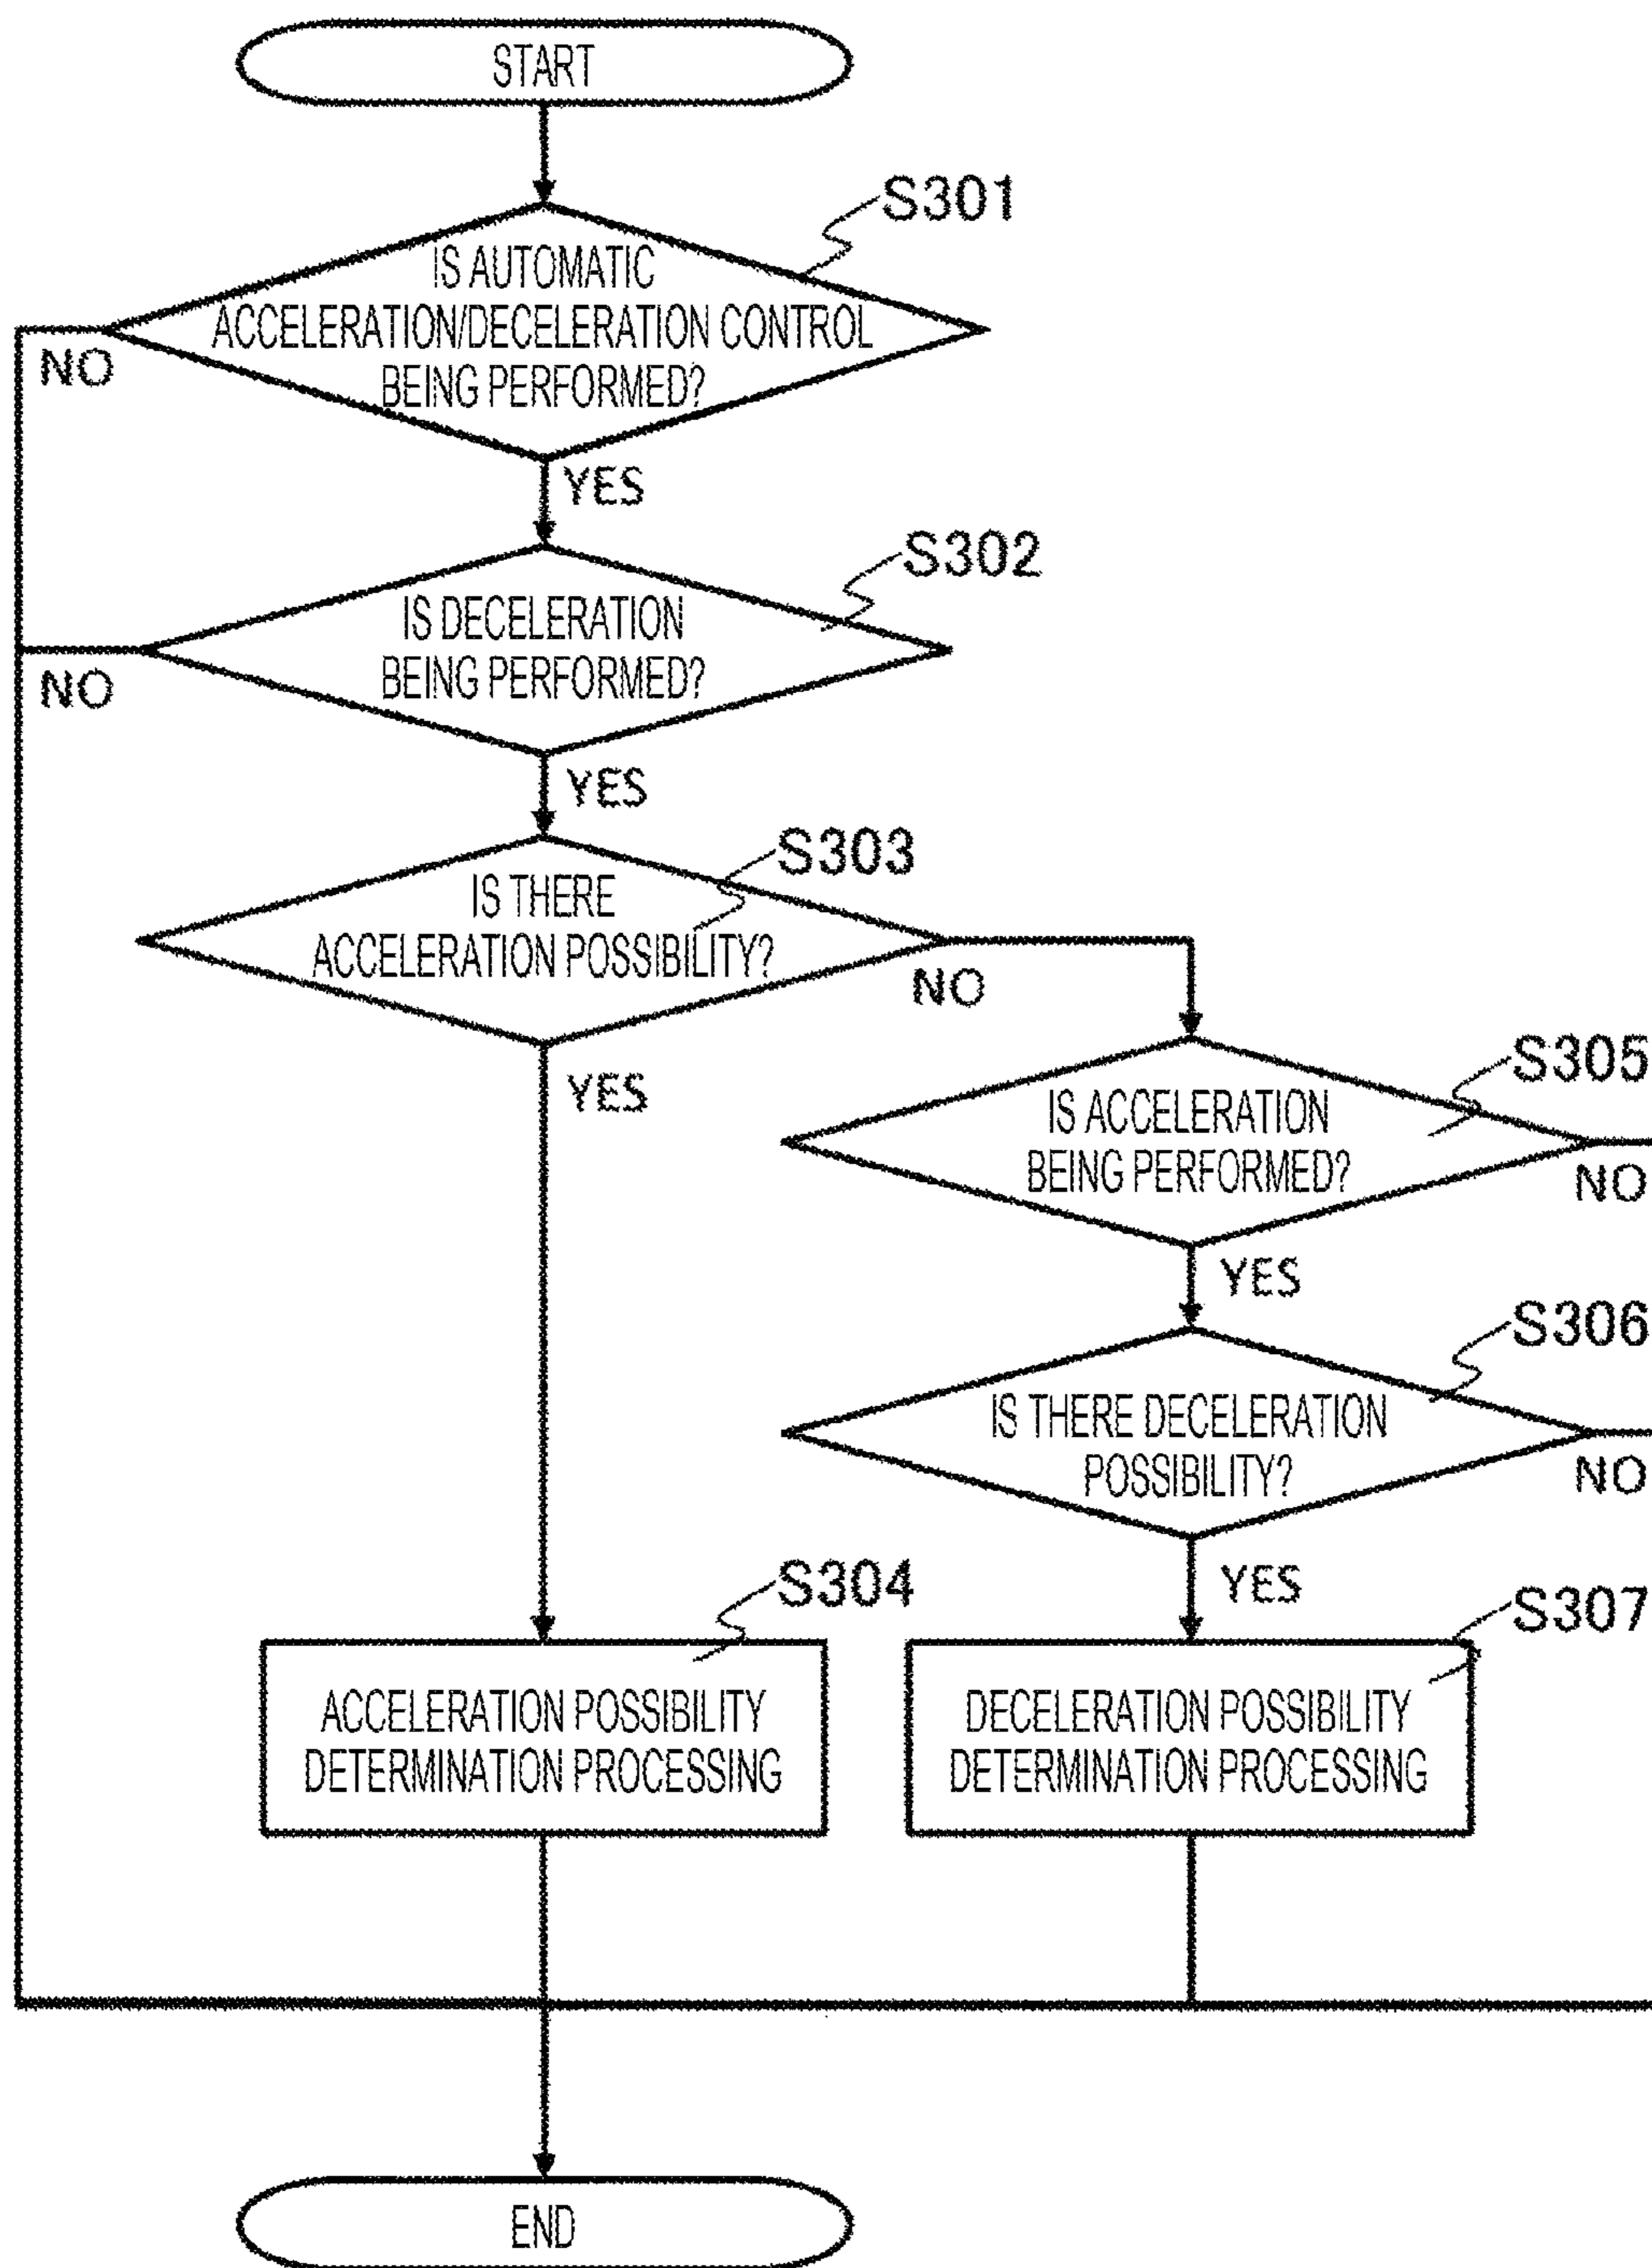 START
S301
IS AUTOMATIC
ACCELERATION/DECELERATION CONTROL
BEING PERFORMED?
NO
YES
S302
IS DECELERATION
BEING PERFORMED?
NO
YES
S303
IS THERE
ACCELERATION POSSIBILITY?
NO
YES
S305
IS ACCELERATION
BEING PERFORMED?
NO
YES
S306
IS THERE DECELERATION
POSSIBILITY?
NO
YES
S304
ACCELERATION POSSIBILITY
DETERMINATION PROCESSING
S307
DECELERATION POSSIBILITY
DETERMINATION PROCESSING
END